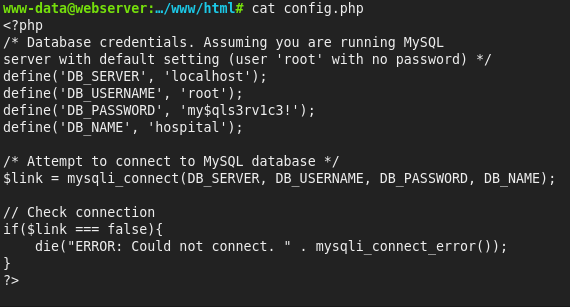 www-data@webserver:…/www/html# cat config.php
<?php
/* Database credentials. Assuming you are running MySQL
server with default setting (user 'root' with no password) */
define('DB_SERVER', 'localhost');
define('DB_USERNAME', 'root');
define('DB_PASSWORD', 'my$qls3rv1c3!');
define('DB_NAME', 'hospital');

/* Attempt to connect to MySQL database */
$link = mysqli_connect(DB_SERVER, DB_USERNAME, DB_PASSWORD, DB_NAME);

// Check connection
if($link === false){
    die("ERROR: Could not connect. " . mysqli_connect_error());
}
?>